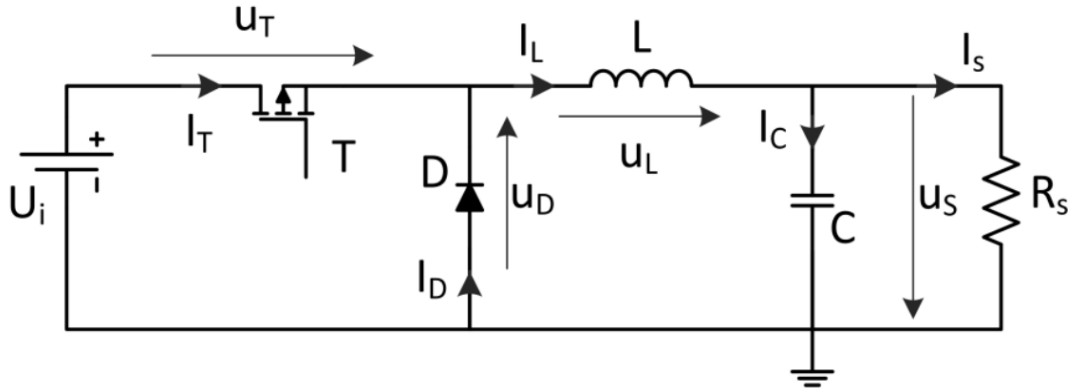 u_T
I_L
L
I_s
+
I_T
T
I_C
u_L
D
u_D
U_i
C
u_S
R_s
I_D